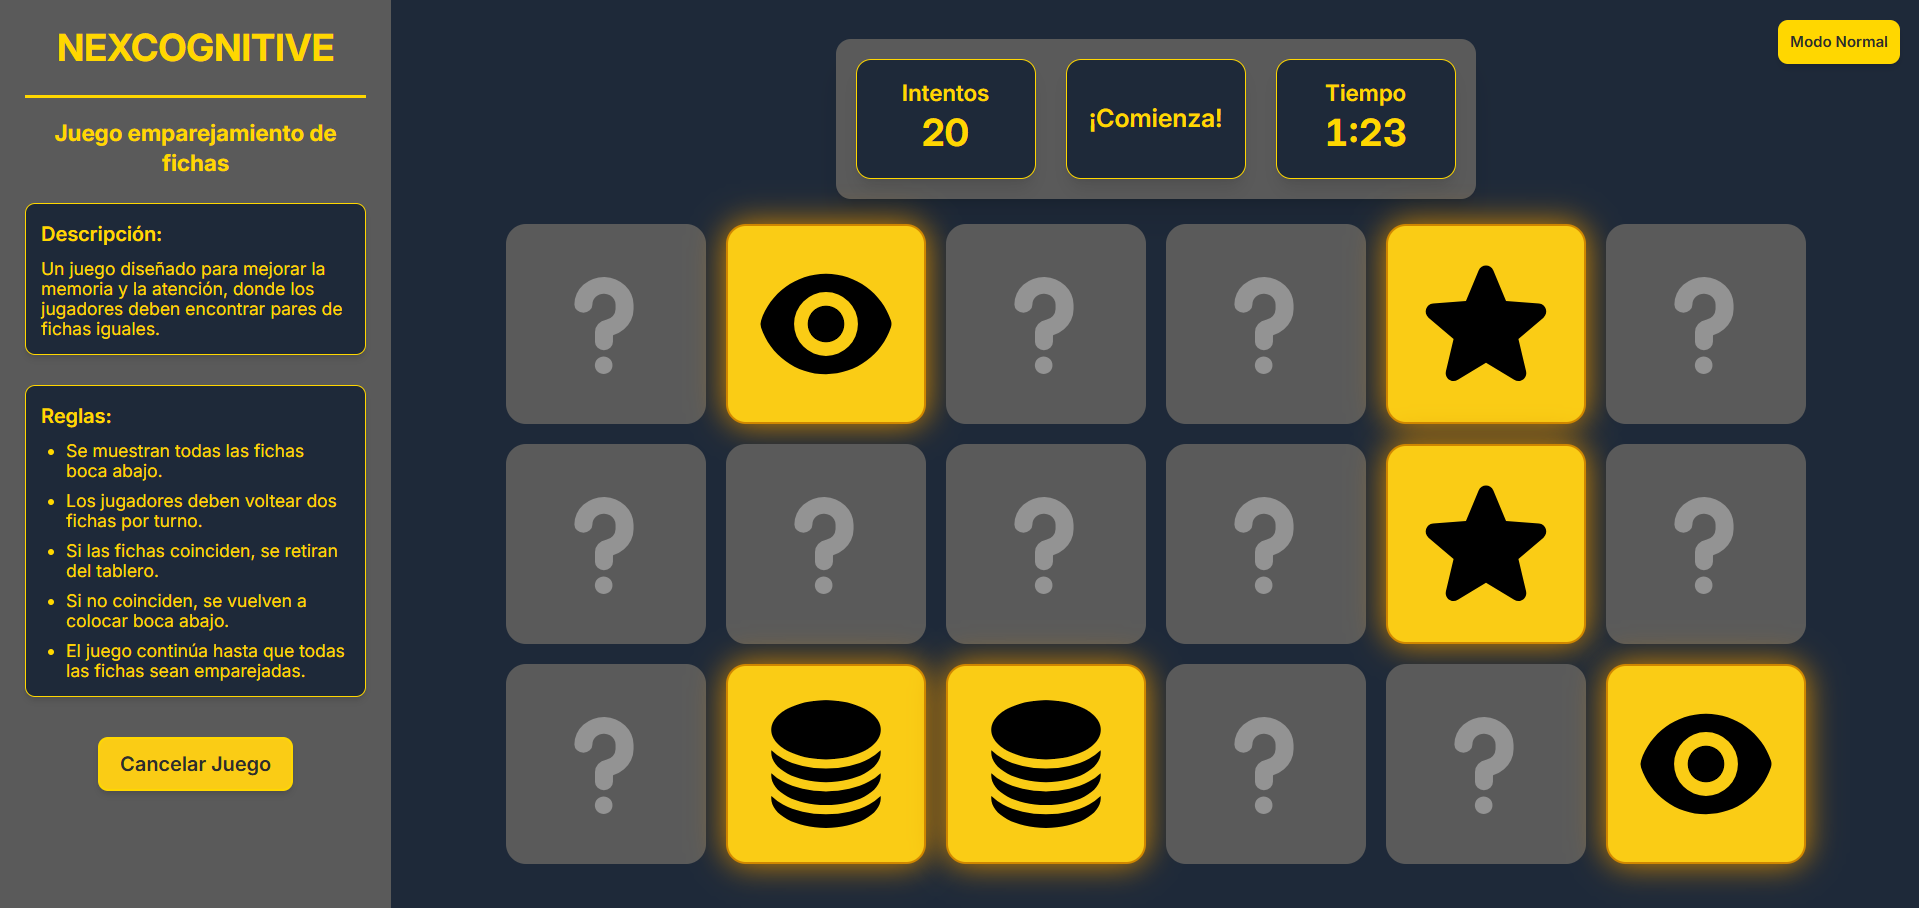 NEXCOGNITIVE
Juego emparejamiento de
fichas
Descripción:
Un juego diseñado para mejorar la
memoria y la atención, donde los
jugadores deben encontrar pares de
fichas iguales.
Reglas:
• Se muestran todas las fichas
boca abajo.
• Los jugadores deben voltear dos
fichas por turno.
• Si las fichas coinciden, se retiran
del tablero.
• Si no coinciden, se vuelven a
colocar boca abajo.
• El juego continúa hasta que todas
las fichas sean emparejadas.
Cancelar Juego
Intentos
20
¡Comienza!
Tiempo
1:23
Modo Normal
? ? ? ?
? ? ? ? ?
? ? ?